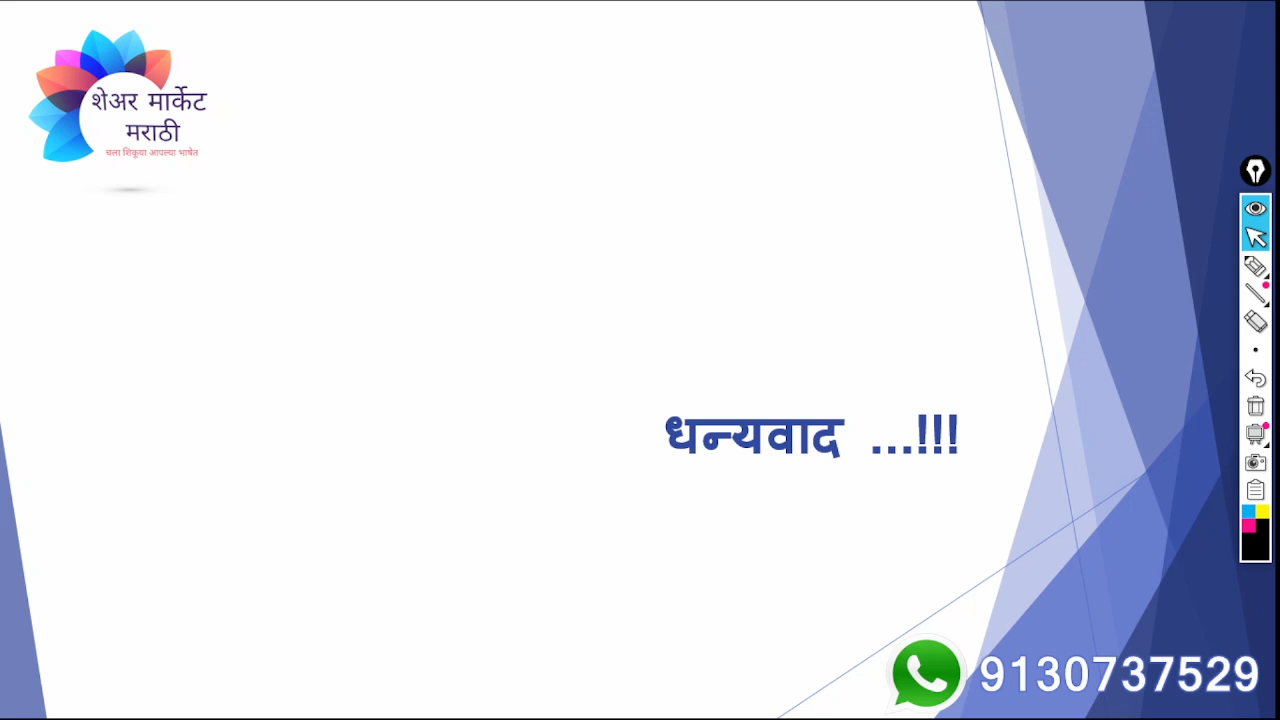 शेअर मार्केट
मराठी
चला शिकूया आपल्या भाषेत
धन्यवाद ...!!!
9130737529